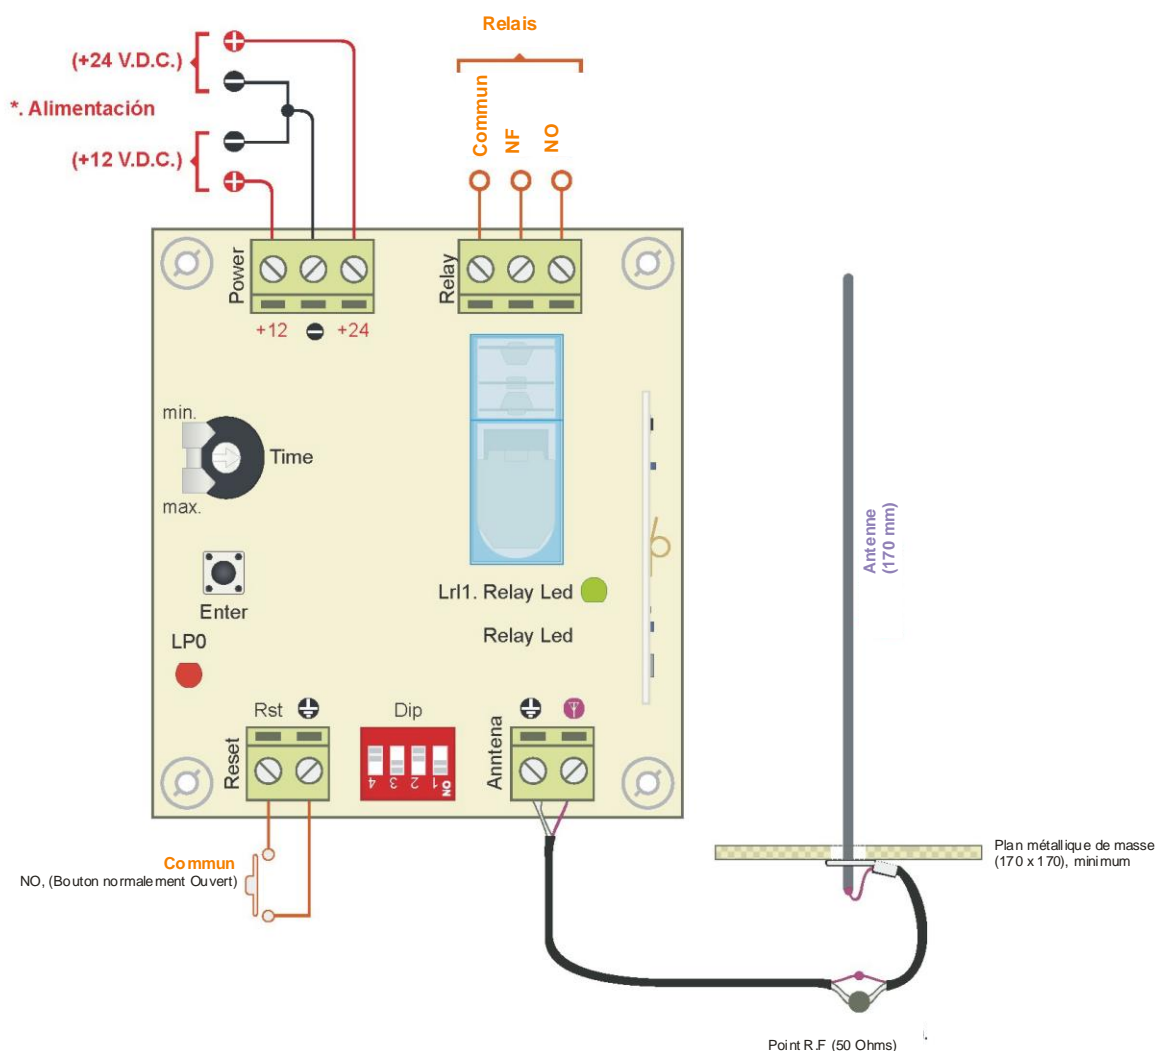 Relais
(+24 V.D.C.)
*. Alimentación
(+12 V.D.C.)
Commun
NF
NO
Power
+12
+24
Relay
min.
Time
max.
Antenne
(170 mm)
Enter
Lrl1. Relay Led
Relay Led
LP0
Rst
Dip
Reset
4 3 2 1
ON
Anntena
Commun
NO, (Bouton normalement Ouvert)
Plan métallique de masse
(170 x 170), minimum
Point R.F (50 Ohms)